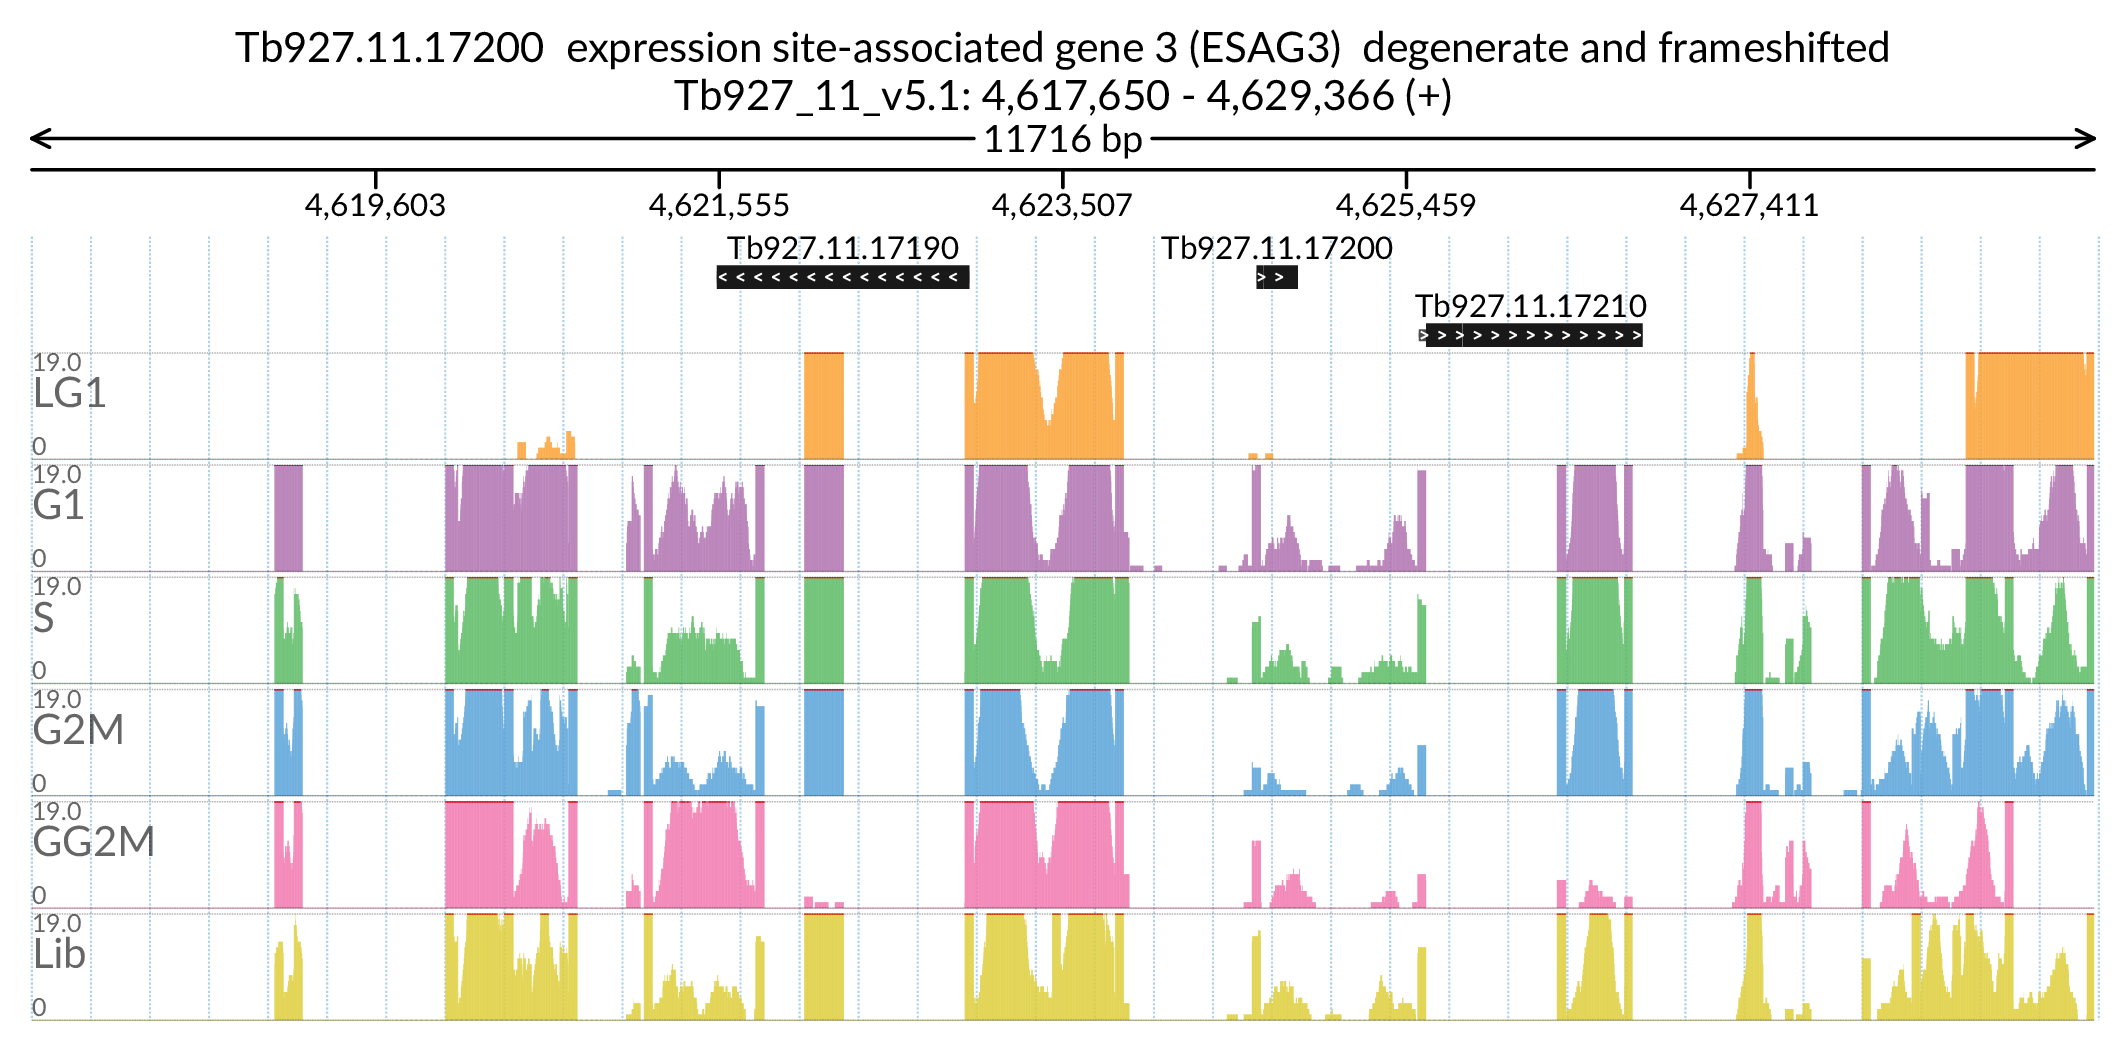 Tb927.11.17200  expression site-associated gene 3 (ESAG3)  degenerate and frameshifted
Tb927_11_v5.1: 4,617,650 - 4,629,366 (+)
11716 bp
4,619,603 4,621,555 4,623,507 4,625,459 4,627,411
Tb927.11.17190 Tb927.11.17200
Tb927.11.17210
19.0
LG1
0
19.0
G1
0
19.0
S
0
19.0
G2M
0
19.0
GG2M
0
19.0
Lib
0